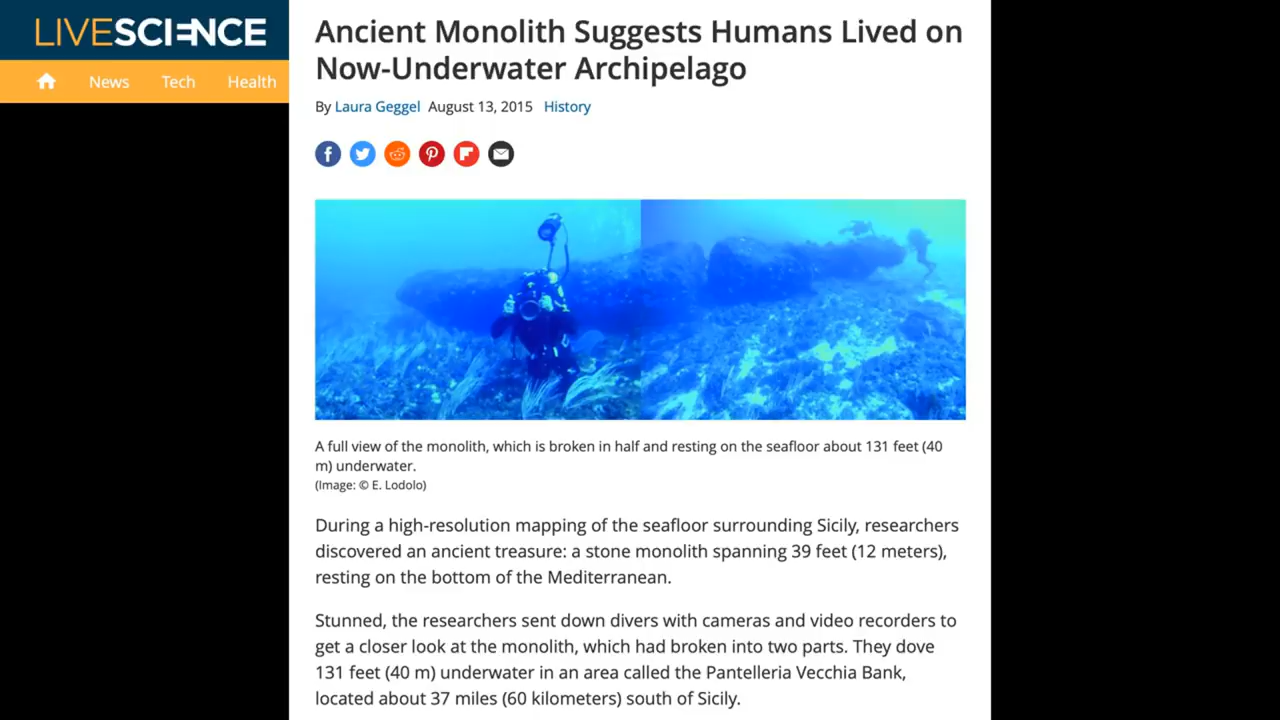 LIVESCIENCE
News Tech Health
Ancient Monolith Suggests Humans Lived on
Now-Underwater Archipelago
By Laura Geggel August 13, 2015 History
A full view of the monolith, which is broken in half and resting on the seafloor about 131 feet (40
m) underwater.
(Image: © E. Lodolo)
During a high-resolution mapping of the seafloor surrounding Sicily, researchers
discovered an ancient treasure: a stone monolith spanning 39 feet (12 meters),
resting on the bottom of the Mediterranean.
Stunned, the researchers sent down divers with cameras and video recorders to
get a closer look at the monolith, which had broken into two parts. They dove
131 feet (40 m) underwater in an area called the Pantelleria Vecchia Bank,
located about 37 miles (60 kilometers) south of Sicily.